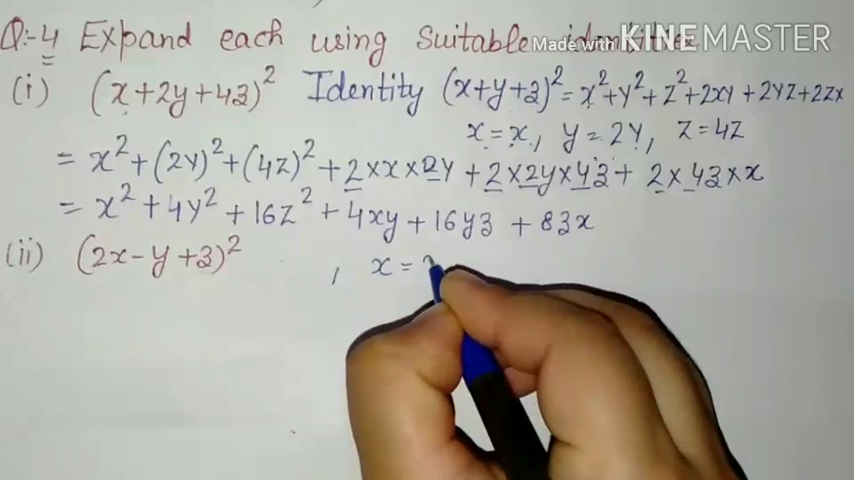 Q:-4 Expand each using Suitable identities
Made with KINEMASTER
(i) (x+2y+4z)² Identity (x+y+z)² = x²+y²+z²+2xy+2yz+2zx
x=x, y=2y, z=4z
= x²+(2y)²+(4z)²+2×x×2y+2×2y×4z+2×4z×x
= x²+4y²+16z²+4xy+16yz+8zx
(ii) (2x-y+z)² , x=